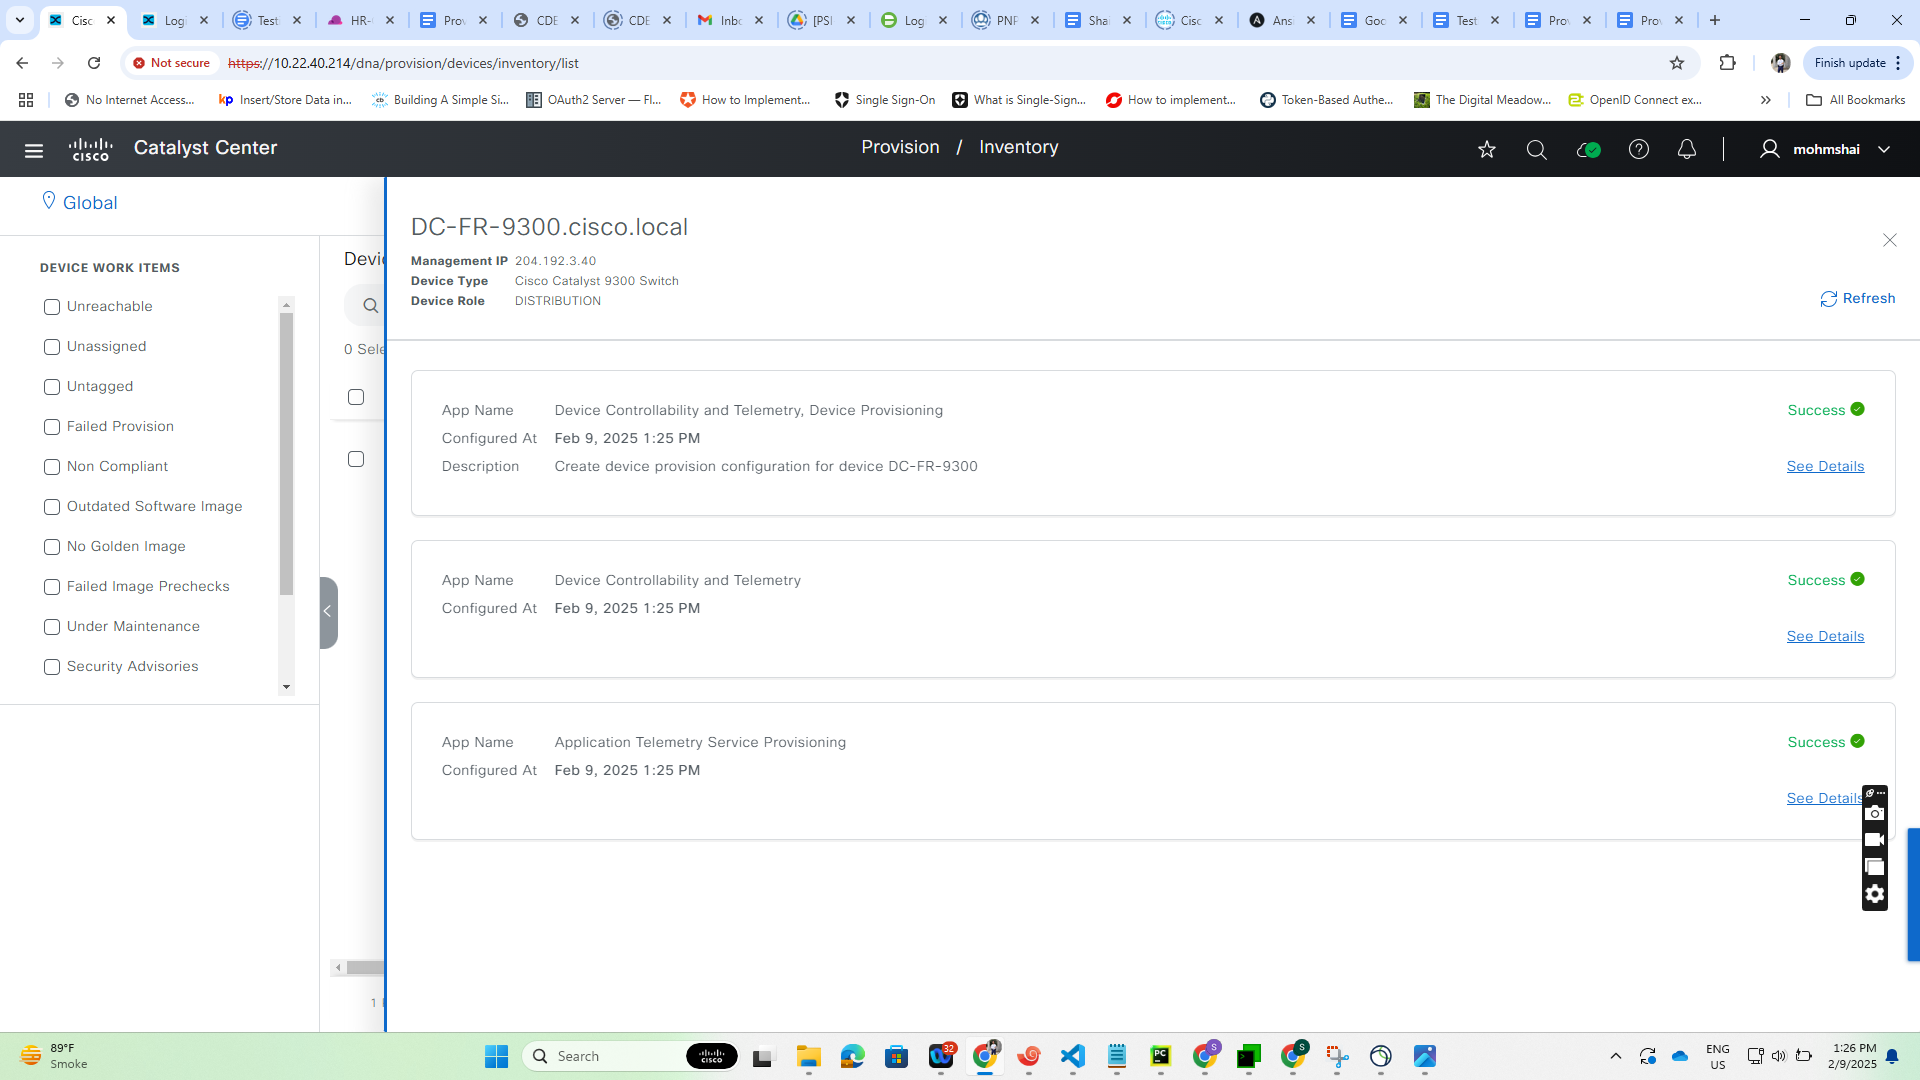 Cisc
Logi
Testi
HR-I
Prov
CDE
CDE
Inbo
[PSI
Logi
PNP
Shai
Cisc
Ansi
Goo
Test
Prov
Prov
Not secure
https://10.22.40.214/dna/provision/devices/inventory/list
Finish update
No Internet Access...
Insert/Store Data in...
Building A Simple Si...
OAuth2 Server — Fl...
How to Implement...
Single Sign-On
What is Single-Sign...
How to implement...
Token-Based Authe...
The Digital Meadow...
OpenID Connect ex...
All Bookmarks
cisco
Catalyst Center
Provision / Inventory
mohmshai
Global
DEVICE WORK ITEMS
Unreachable
Unassigned
Untagged
Failed Provision
Non Compliant
Outdated Software Image
No Golden Image
Failed Image Prechecks
Under Maintenance
Security Advisories
Devic
0 Sele
1
DC-FR-9300.cisco.local
Management IP 204.192.3.40
Device Type Cisco Catalyst 9300 Switch
Device Role DISTRIBUTION
Refresh
App Name Device Controllability and Telemetry, Device Provisioning Success
Configured At Feb 9, 2025 1:25 PM
Description Create device provision configuration for device DC-FR-9300 See Details
App Name Device Controllability and Telemetry Success
Configured At Feb 9, 2025 1:25 PM
See Details
App Name Application Telemetry Service Provisioning Success
Configured At Feb 9, 2025 1:25 PM
See Details
89°F
Smoke
Search
cisco
32
PC
S
S
ENG
US
1:26 PM
2/9/2025